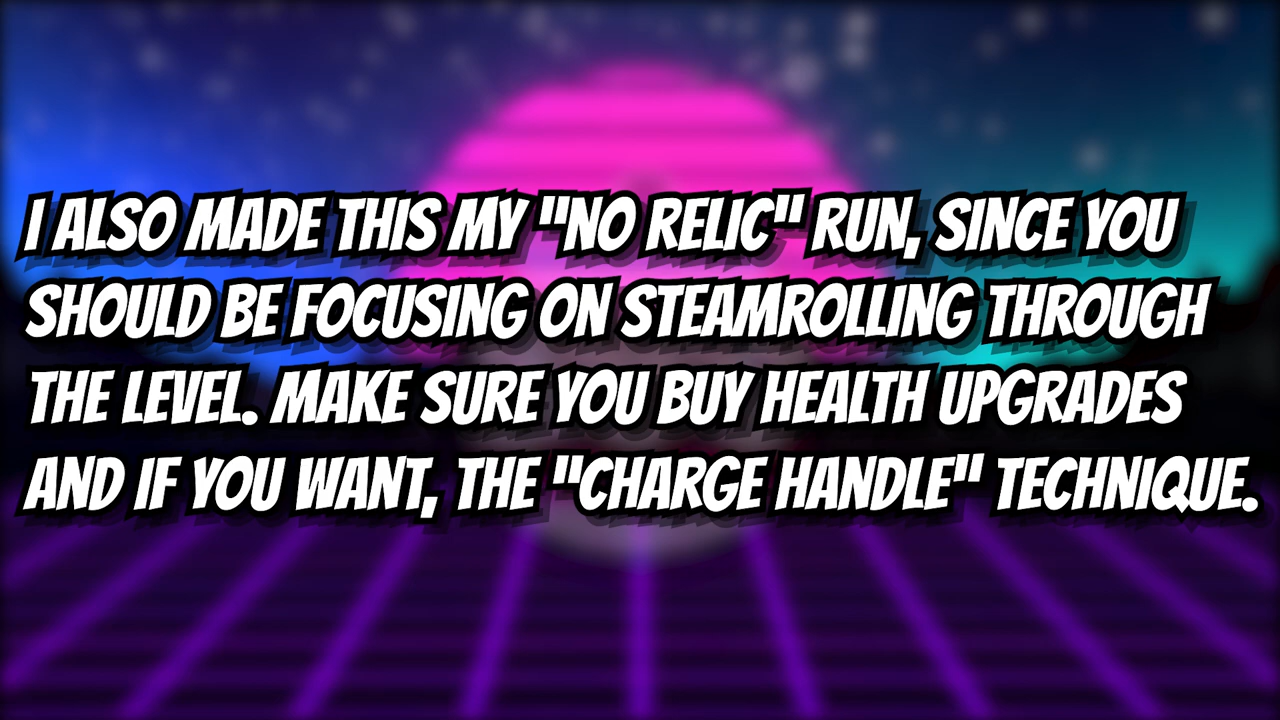 I ALSO MADE THIS MY "NO RELIC" RUN, SINCE YOU
SHOULD BE FOCUSING ON STEAMROLLING THROUGH
THE LEVEL. MAKE SURE YOU BUY HEALTH UPGRADES
AND IF YOU WANT, THE "CHARGE HANDLE" TECHNIQUE.